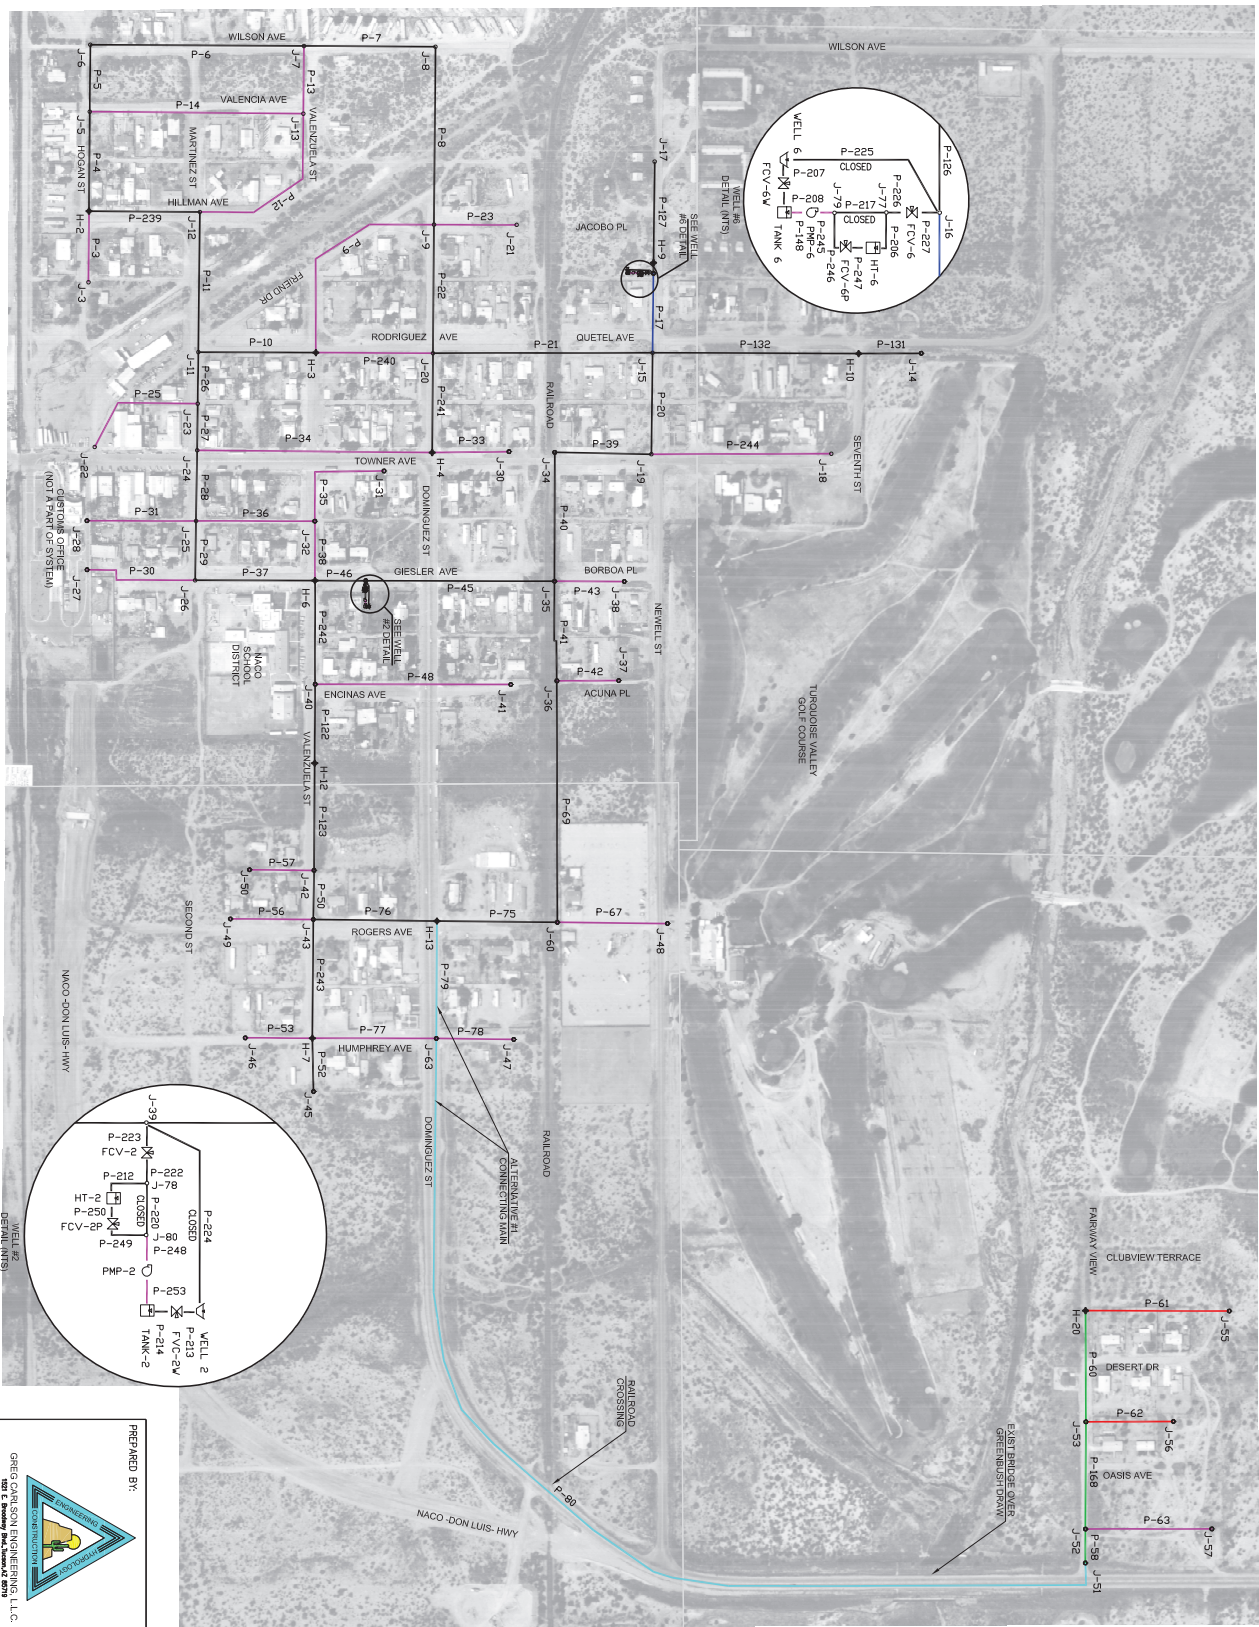 WILSON AVE
WILSON AVE
P-6
P-7
J-6
J-7
J-8
P-5
P-13
P-8
P-14
VALENCIA AVE
J-5
J-13
VALENZUELA ST
HOGAN ST
MARTINEZ ST
P-4
HILLMAN AVE
P-12
H-2
P-239
J-12
P-3
J-3
P-11
P-9
FRIEND DR
J-9
P-23
J-21
P-22
JACOBO PL
J-17
P-127
H-9
SEE WELL
#6 DETAIL
P-17
WELL #6
DETAIL (NTS)
WELL 6
P-225
CLOSED
P-126
J-16
P-207
FCV-6W
P-208
J-79
P-217
CLOSED
J-77
P-226
FCV-6
P-227
TANK 6
P-148
PMP-6
P-245
P-246
FCV-6P
P-247
HT-6
P-206
P-10
RODRIGUEZ AVE
P-240
P-21
QUETEL AVE
P-132
P-131
J-11
H-3
J-20
J-15
H-10
J-14
P-26
P-25
J-23
P-27
P-34
P-241
P-33
RAILROAD
P-39
P-20
P-244
SEVENTH ST
J-22
J-24
TOWNER AVE
H-4
J-30
J-34
J-19
J-18
CUSTOMS OFFICE
(NOT A PART OF SYSTEM)
P-28
P-35
J-31
DOMINGUEZ ST
P-40
P-31
P-36
J-28
J-25
J-32
P-29
P-38
P-30
P-37
P-46
GIESLER AVE
P-45
BORBOA PL
P-43
J-27
J-26
H-6
J-35
J-38
NEWELL ST
SEE WELL
#2 DETAIL
P-242
P-41
NACO
SCHOOL
DISTRICT
P-48
P-42
J-37
J-40
ENCINAS AVE
J-41
J-36
ACUNA PL
TURQUOISE VALLEY
GOLF COURSE
P-122
VALENZUELA ST
H-12
P-123
P-69
P-57
J-50
J-42
P-50
P-56
P-76
P-75
P-67
J-49
J-43
ROGERS AVE
H-13
J-60
J-48
SECOND ST
NACO -DON LUIS- HWY
P-243
P-79
P-53
P-77
P-78
J-46
H-7
HUMPHREY AVE
J-63
J-47
P-52
J-45
DOMINGUEZ ST
RAILROAD
ALTERNATIVE #1
CONNECTING MAIN
J-39
P-223
FCV-2
P-212
P-222
J-78
HT-2
P-250
P-220
CLOSED
CLOSED
P-224
FCV-2P
P-249
J-80
P-248
PMP-2
P-253
TANK-2
P-214
FVC-2W
P-213
WELL 2
WELL #2
DETAIL (NTS)
FAIRWAY VIEW
CLUBVIEW TERRACE
P-61
H-20
J-55
P-60
DESERT DR
P-62
J-53
J-56
P-168
OASIS AVE
P-63
J-52
J-57
P-58
J-51
RAILROAD
CROSSING
P-80
EXIST BRIDGE OVER
GREENBUSH DRAW
NACO -DON LUIS- HWY
PREPARED BY:
ENGINEERING
HYDROLOGY
CONSTRUCTION
GREG CARLSON ENGINEERING, L.L.C.
1521 E. Broadway Blvd., Tucson, AZ 85719